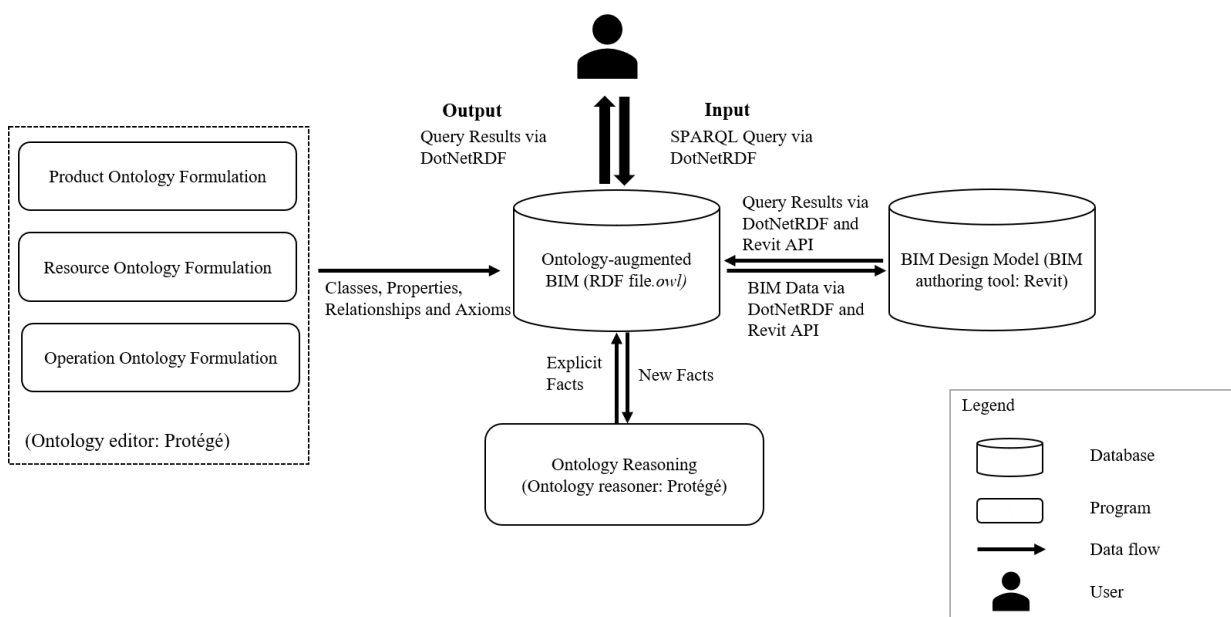 Output
Query Results via
DotNetRDF
Input
SPARQL Query via
DotNetRDF
Product Ontology Formulation
Resource Ontology Formulation
Operation Ontology Formulation
(Ontology editor: Protégé)
Classes, Properties,
Relationships and Axioms
Ontology-augmented
BIM (RDF file.owl)
Query Results via
DotNetRDF and
Revit API
BIM Data via
DotNetRDF and
Revit API
BIM Design Model (BIM
authoring tool: Revit)
Explicit
Facts
New Facts
Ontology Reasoning
(Ontology reasoner: Protégé)
Legend
Database
Program
Data flow
User